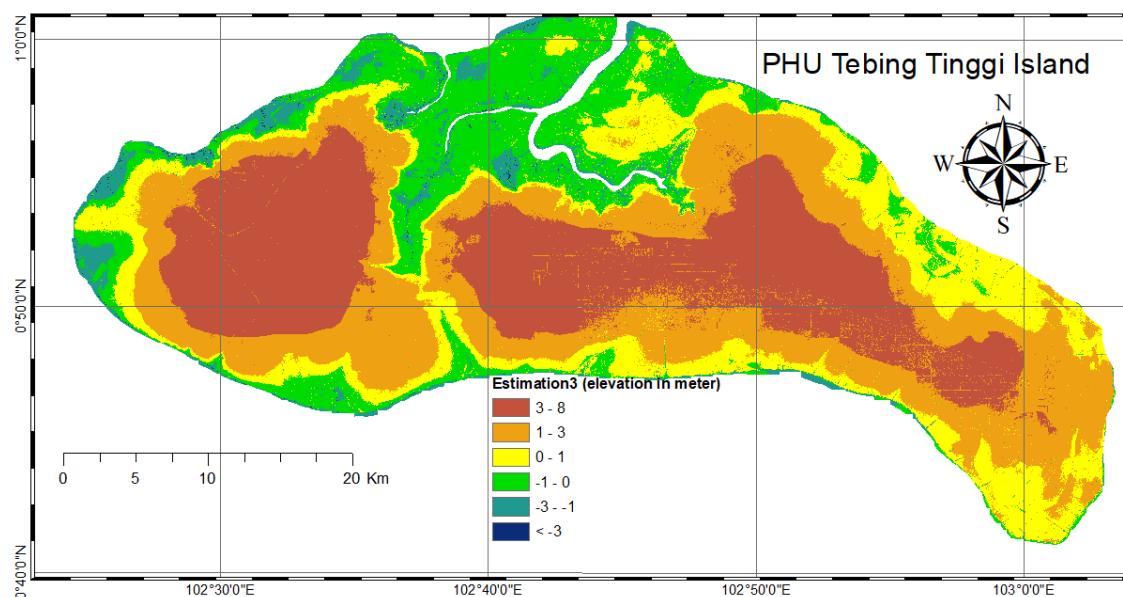 PHU Tebing Tinggi Island
N
W E
S
1°0'0"N
0°50'0"N
0°40'0"N
Estimation3 (elevation in meter)
3 - 8
1 - 3
0 - 1
-1 - 0
-3 - -1
< -3
0 5 10 20 Km
102°30'0"E 102°40'0"E 102°50'0"E 103°0'0"E